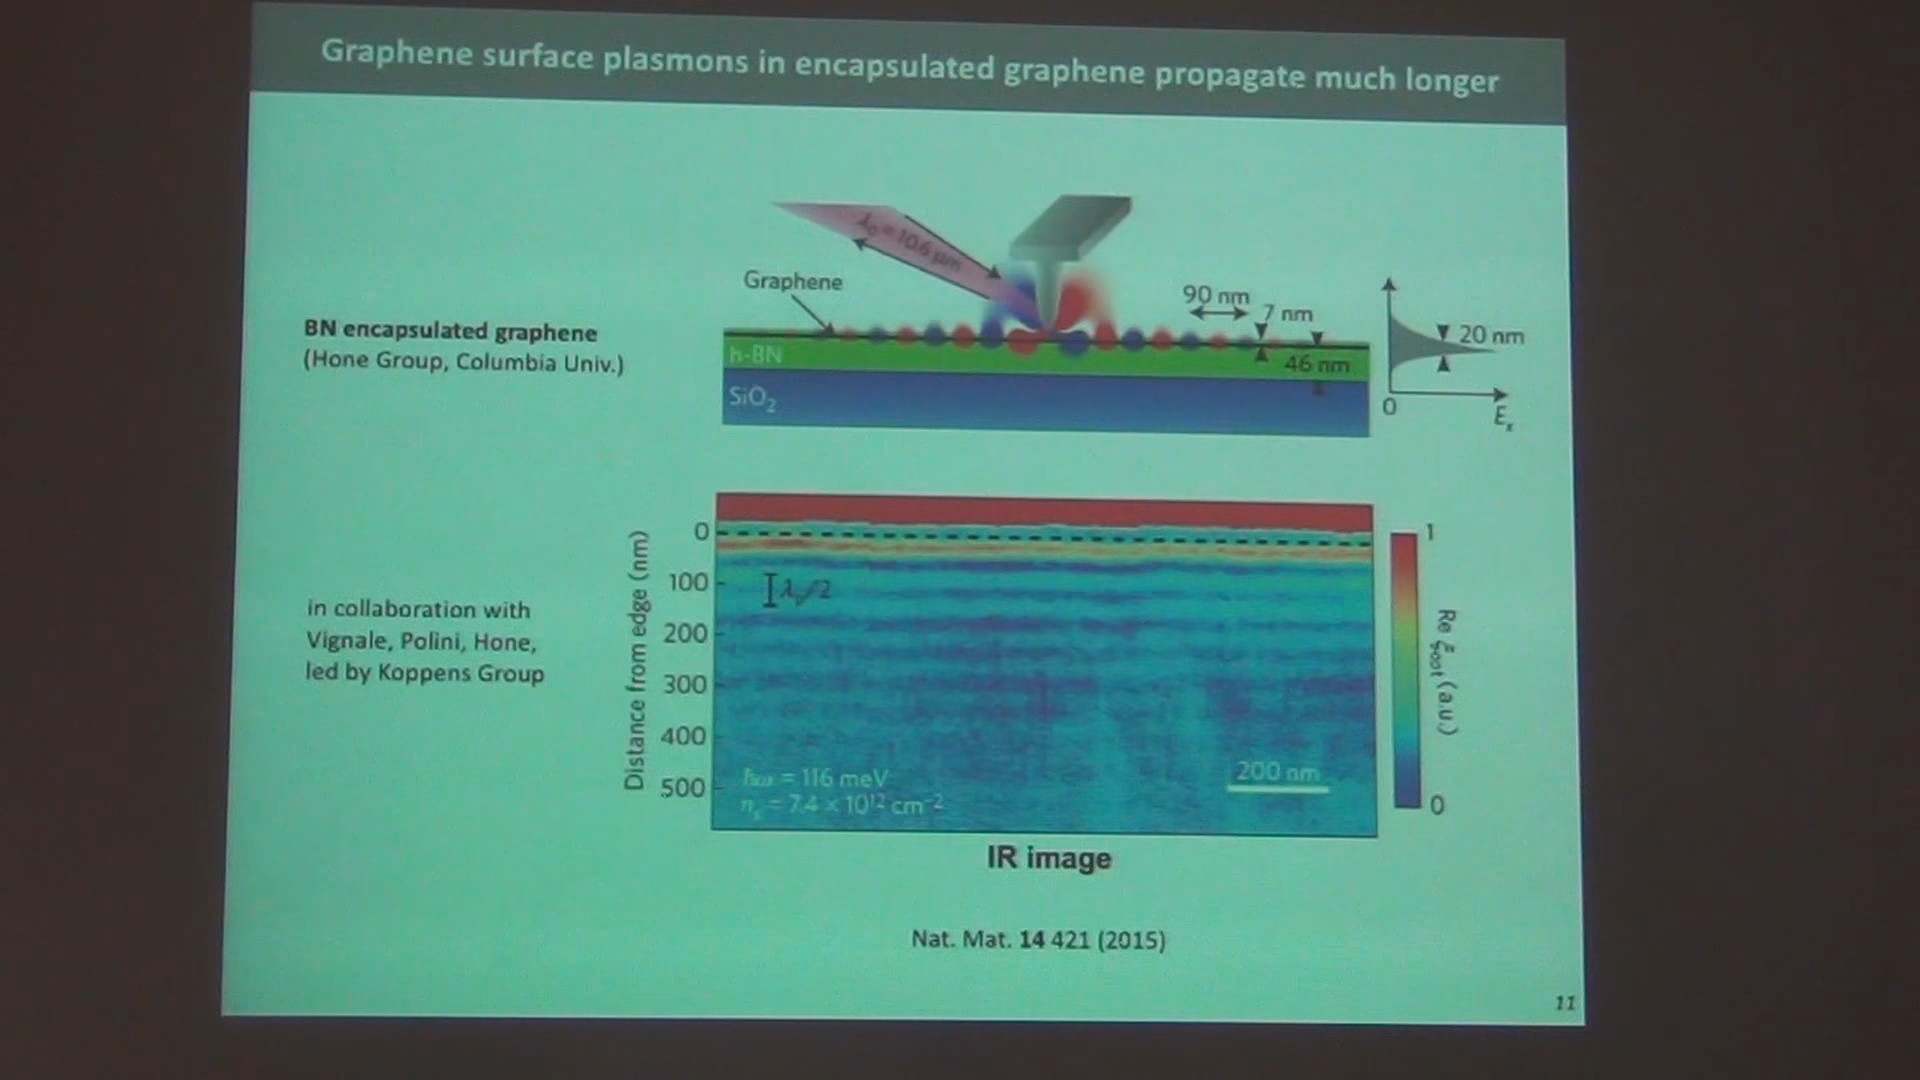 Graphene surface plasmons in encapsulated graphene propagate much longer
λ₀ = 10.6 µm
Graphene
90 nm
7 nm
20 nm
BN encapsulated graphene
(Hone Group, Columbia Univ.)
h-BN
46 nm
SiO₂
0
Eₓ
0
100
200
300
400
500
Distance from edge (nm)
in collaboration with
Vignale, Polini, Hone,
led by Koppens Group
1
0
Re ξopt (a.u.)
ħω = 116 meV
nₛ = 7.4 × 10¹² cm⁻²
200 nm
IR image
Nat. Mat. 14 421 (2015)
11